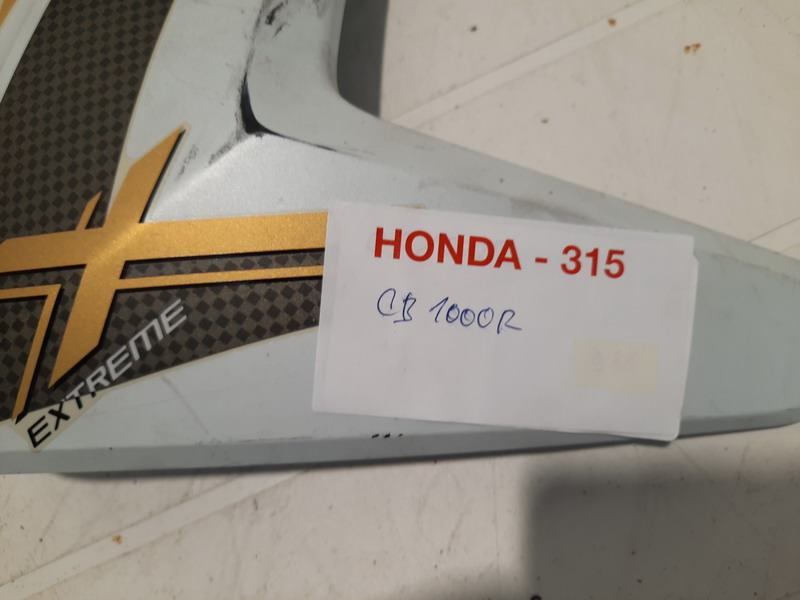 HONDA - 315
CB 1000R
EXTREME